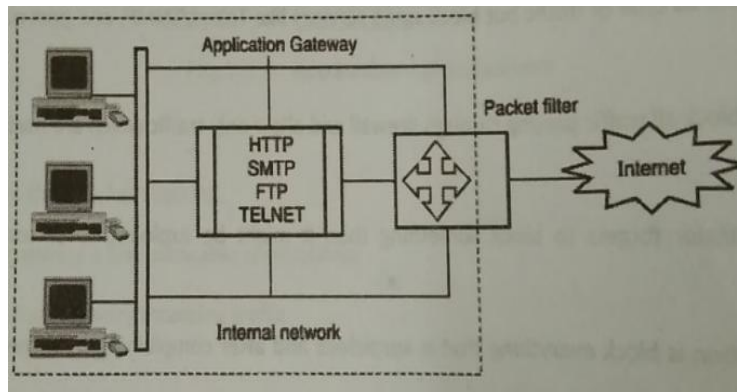 Application Gateway
Packet filter
HTTP
SMTP
FTP
TELNET
Internet
Internal network